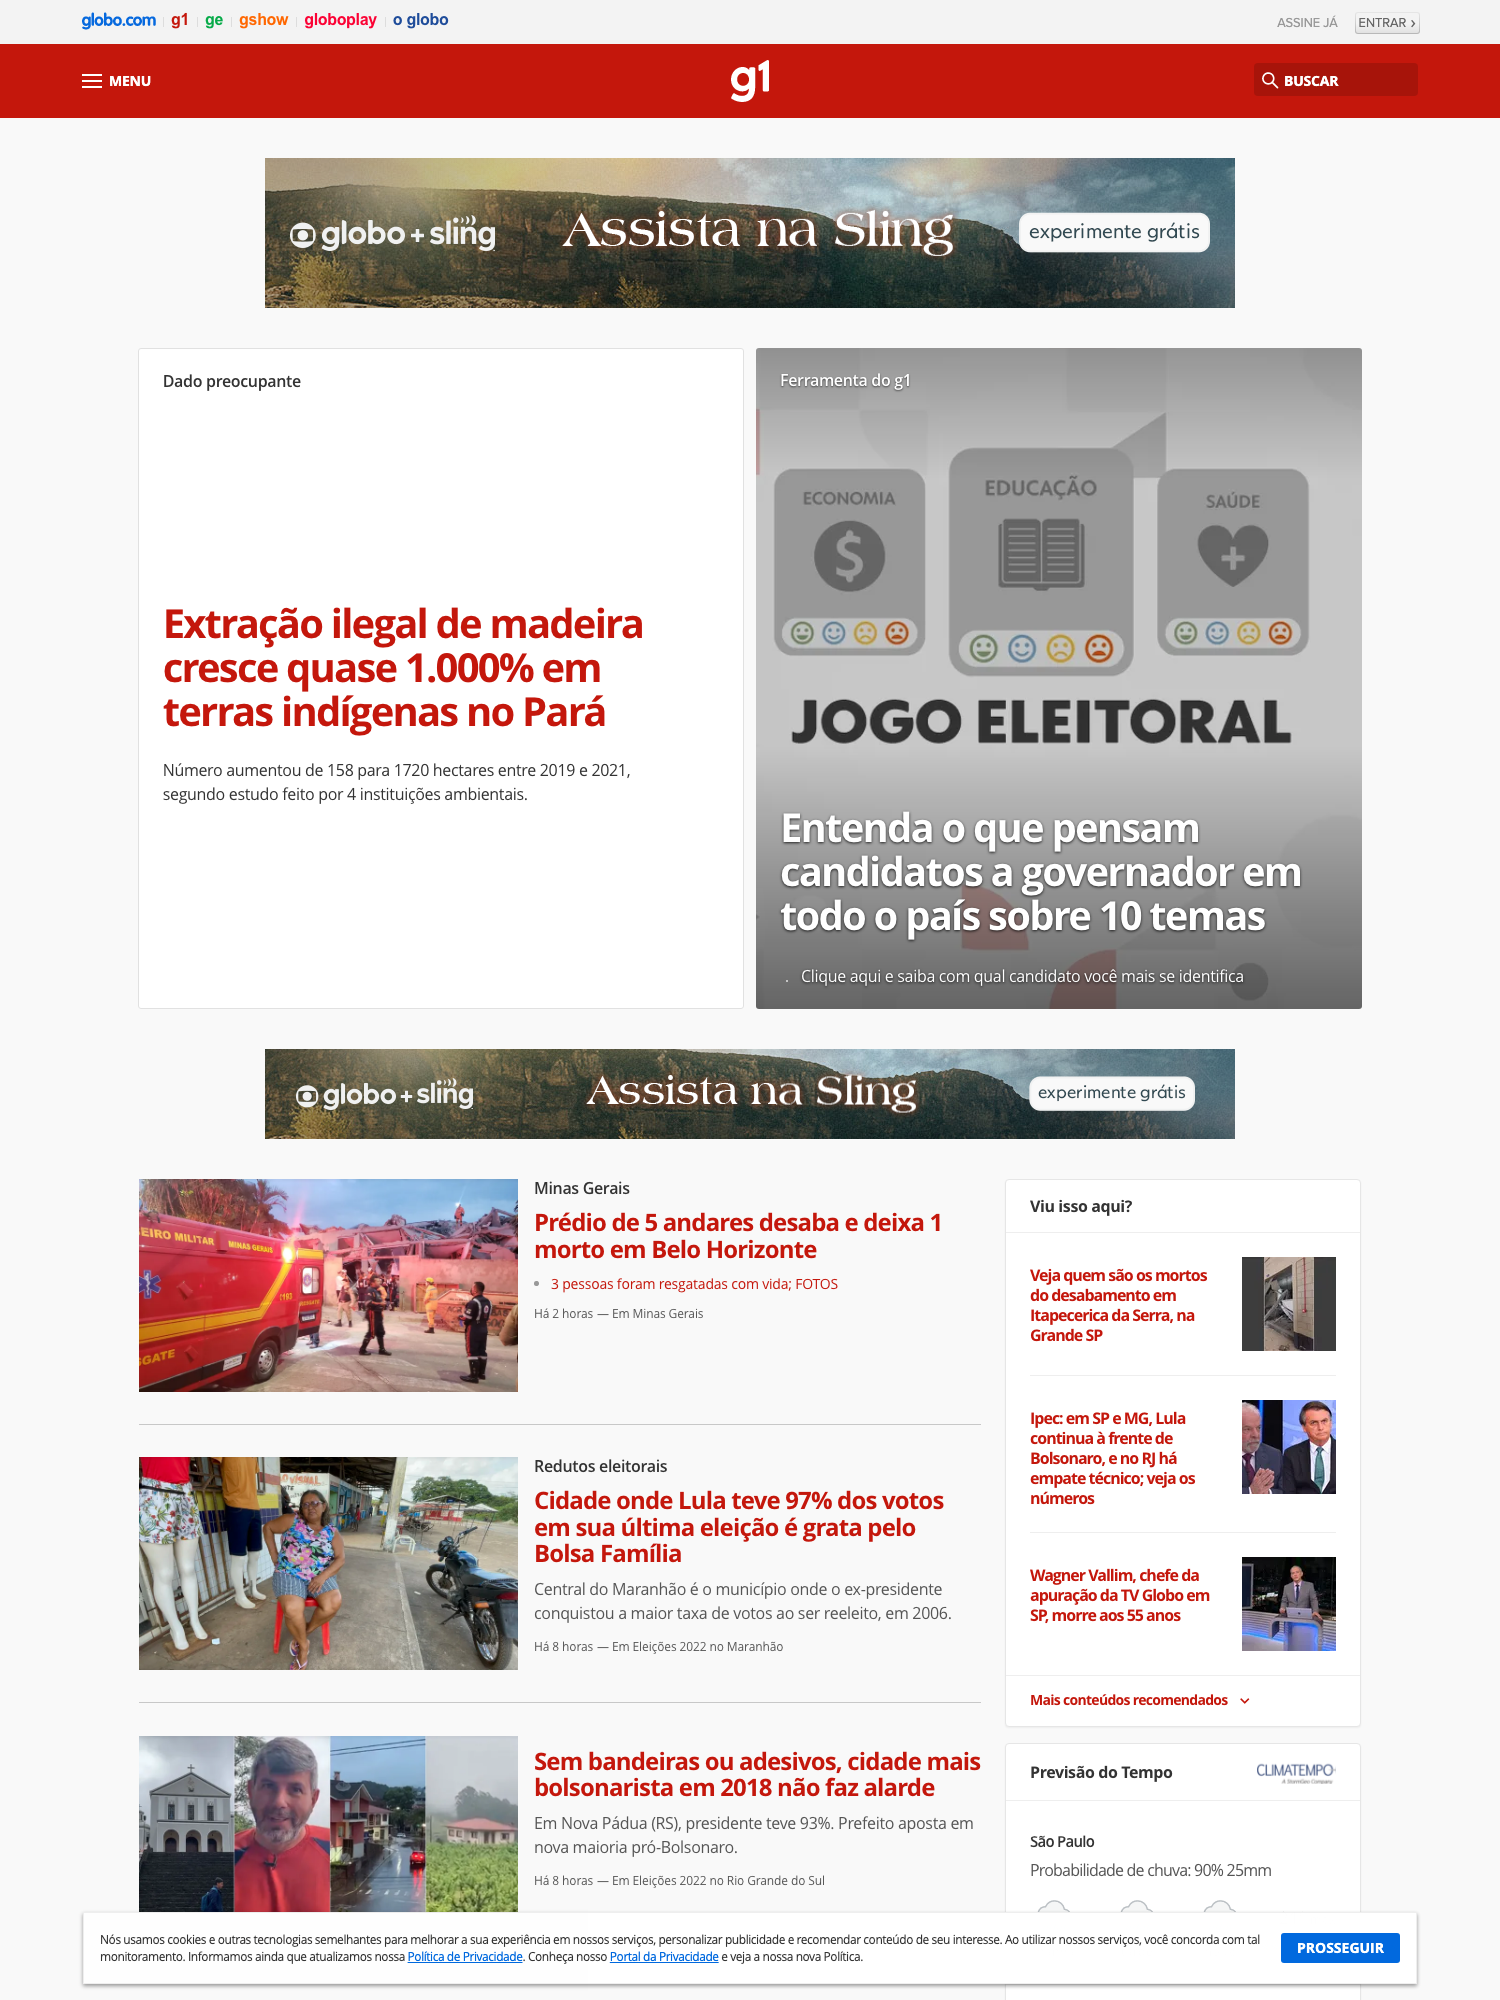 globo.com g1 ge gshow globoplay o globo
ASSINE JÁ ENTRAR ›
MENU
g1
BUSCAR
globo + sling
Assista na Sling
experimente grátis
Dado preocupante
Extração ilegal de madeira
cresce quase 1.000% em
terras indígenas no Pará
Número aumentou de 158 para 1720 hectares entre 2019 e 2021,
segundo estudo feito por 4 instituições ambientais.
Ferramenta do g1
ECONOMIA
EDUCAÇÃO
SAÚDE
JOGO ELEITORAL
Entenda o que pensam
candidatos a governador em
todo o país sobre 10 temas
. Clique aqui e saiba com qual candidato você mais se identifica
globo + sling
Assista na Sling
experimente grátis
EIRO MILITAR MINAS GERAIS
193
GATE
Minas Gerais
Prédio de 5 andares desaba e deixa 1
morto em Belo Horizonte
• 3 pessoas foram resgatadas com vida; FOTOS
Há 2 horas — Em Minas Gerais
Redutos eleitorais
Cidade onde Lula teve 97% dos votos
em sua última eleição é grata pelo
Bolsa Família
Central do Maranhão é o município onde o ex-presidente
conquistou a maior taxa de votos ao ser reeleito, em 2006.
Há 8 horas — Em Eleições 2022 no Maranhão
Sem bandeiras ou adesivos, cidade mais
bolsonarista em 2018 não faz alarde
Em Nova Pádua (RS), presidente teve 93%. Prefeito aposta em
nova maioria pró-Bolsonaro.
Há 8 horas — Em Eleições 2022 no Rio Grande do Sul
Viu isso aqui?
Veja quem são os mortos
do desabamento em
Itapecerica da Serra, na
Grande SP
Ipec: em SP e MG, Lula
continua à frente de
Bolsonaro, e no RJ há
empate técnico; veja os
números
Wagner Vallim, chefe da
apuração da TV Globo em
SP, morre aos 55 anos
Mais conteúdos recomendados
Previsão do Tempo
CLIMATEMPO
A StormGeo Company
São Paulo
Probabilidade de chuva: 90% 25mm
Nós usamos cookies e outras tecnologias semelhantes para melhorar a sua experiência em nossos serviços, personalizar publicidade e recomendar conteúdo de seu interesse. Ao utilizar nossos serviços, você concorda com tal
monitoramento. Informamos ainda que atualizamos nossa Política de Privacidade. Conheça nosso Portal da Privacidade e veja a nossa nova Política.
PROSSEGUIR